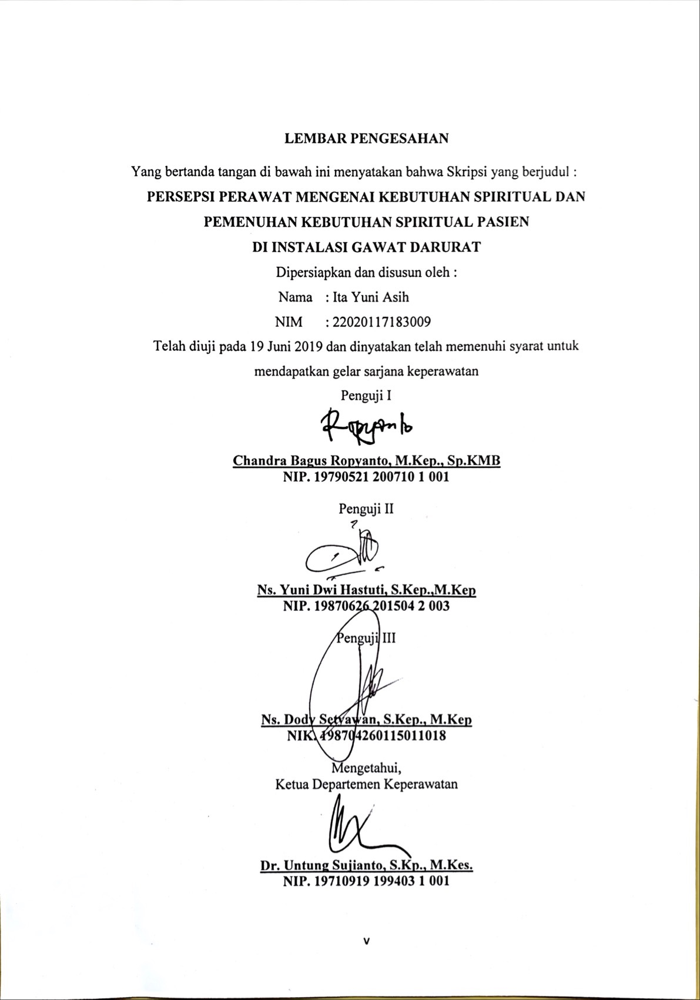 LEMBAR PENGESAHAN
Yang bertanda tangan di bawah ini menyatakan bahwa Skripsi yang berjudul :
PERSEPSI PERAWAT MENGENAI KEBUTUHAN SPIRITUAL DAN
PEMENUHAN KEBUTUHAN SPIRITUAL PASIEN
DI INSTALASI GAWAT DARURAT
Dipersiapkan dan disusun oleh :
Nama : Ita Yuni Asih
NIM : 22020117183009
Telah diuji pada 19 Juni 2019 dan dinyatakan telah memenuhi syarat untuk
mendapatkan gelar sarjana keperawatan
Penguji I
Ropyanto
Chandra Bagus Ropyanto, M.Kep., Sp.KMB
NIP. 19790521 200710 1 001
Penguji II
Ns. Yuni Dwi Hastuti, S.Kep.,M.Kep
NIP. 19870626 201504 2 003
Penguji III
Ns. Dody Setyawan, S.Kep., M.Kep
NIK. 198704260115011018
Mengetahui,
Ketua Departemen Keperawatan
Dr. Untung Sujianto, S.Kp., M.Kes.
NIP. 19710919 199403 1 001
v